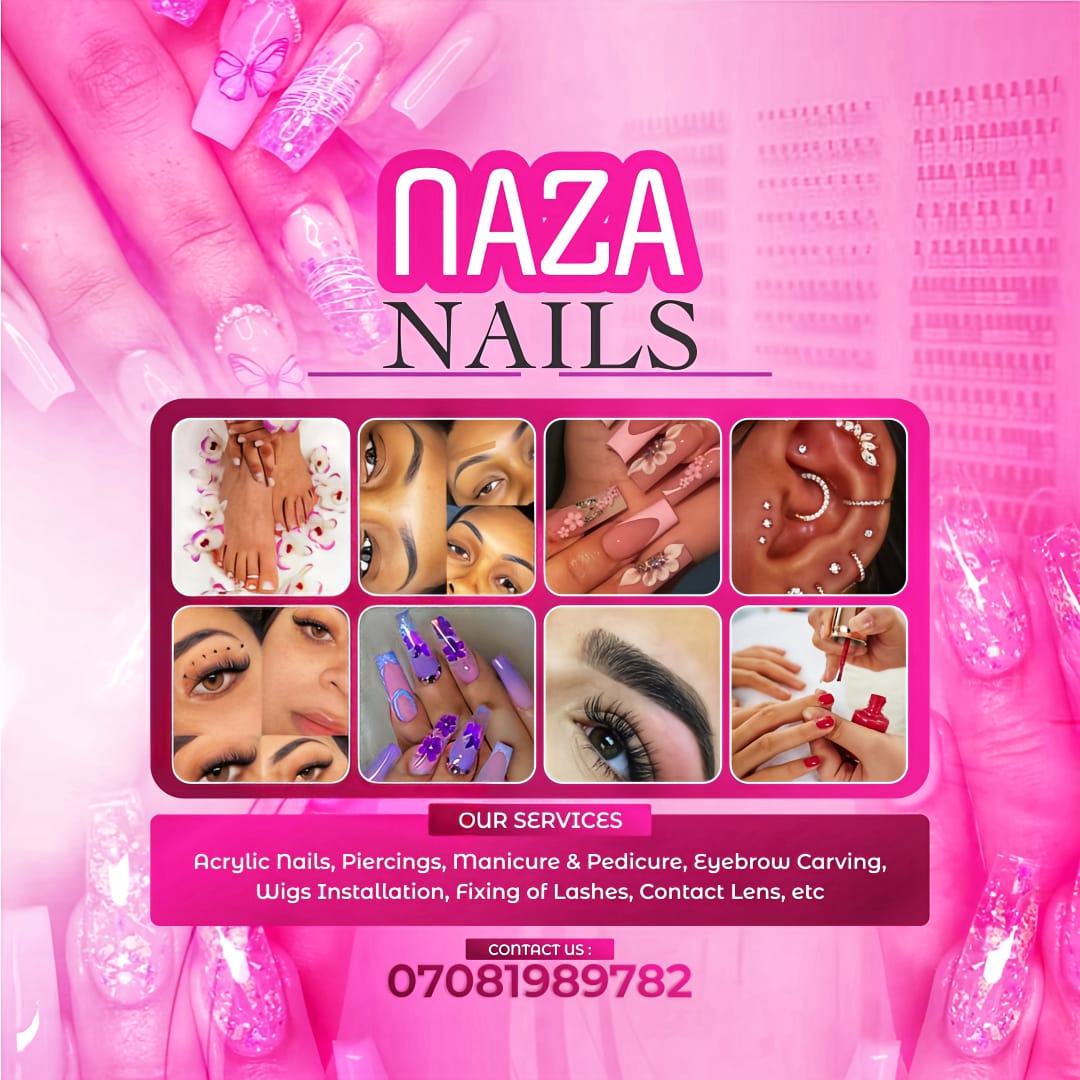 NAZA
NAILS
OUR SERVICES
Acrylic Nails, Piercings, Manicure & Pedicure, Eyebrow Carving,
Wigs Installation, Fixing of Lashes, Contact Lens, etc
CONTACT US :
07081989782